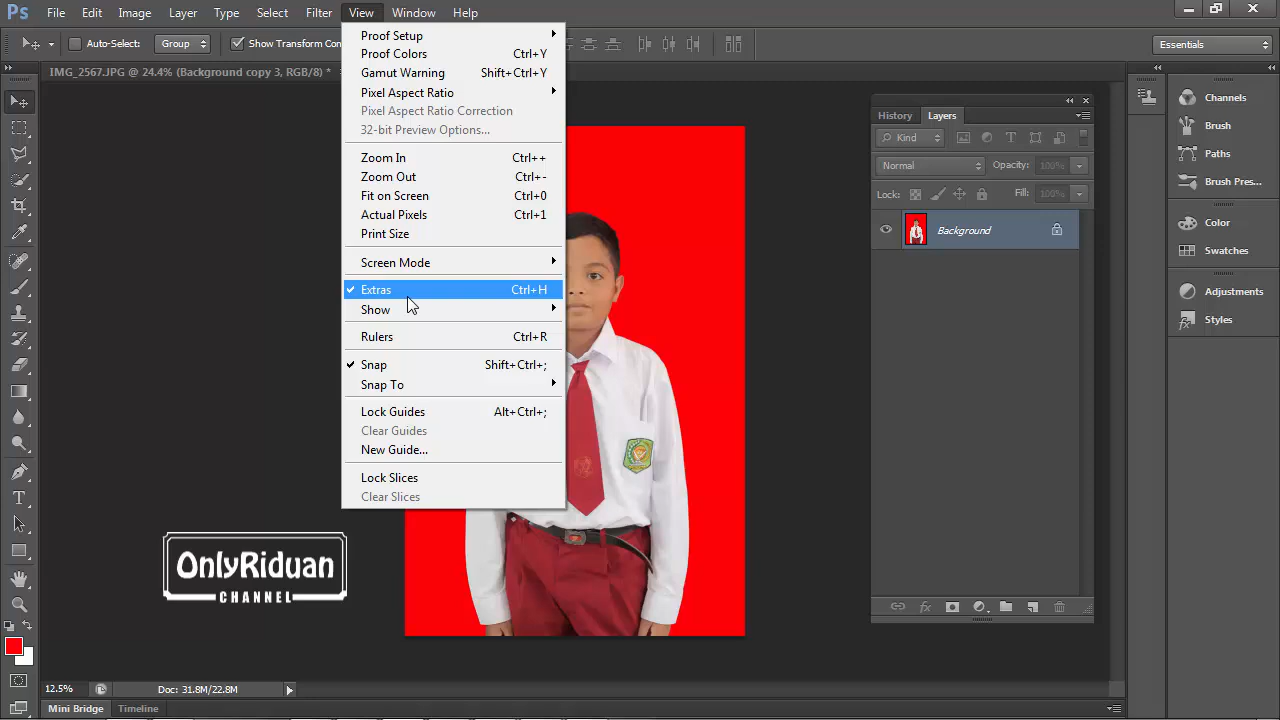 Ps File Edit Image Layer Type Select Filter View Window Help
Auto-Select: Group Show Transform Con Essentials
IMG_2567.JPG @ 24.4% (Background copy 3, RGB/8) *
Proof Setup
Proof Colors Ctrl+Y
Gamut Warning Shift+Ctrl+Y
Pixel Aspect Ratio
Pixel Aspect Ratio Correction
32-bit Preview Options...
Zoom In Ctrl++
Zoom Out Ctrl+-
Fit on Screen Ctrl+0
Actual Pixels Ctrl+1
Print Size
Screen Mode
Extras Ctrl+H
Show
Rulers Ctrl+R
Snap Shift+Ctrl+;
Snap To
Lock Guides Alt+Ctrl+;
Clear Guides
New Guide...
Lock Slices
Clear Slices
History Layers
Kind
Normal Opacity: 100%
Lock: Fill: 100%
Background
Channels
Brush
Paths
Brush Pres...
Color
Swatches
Adjustments
Styles
OnlyRiduan
CHANNEL
12.5% Doc: 31.8M/22.8M
Mini Bridge Timeline